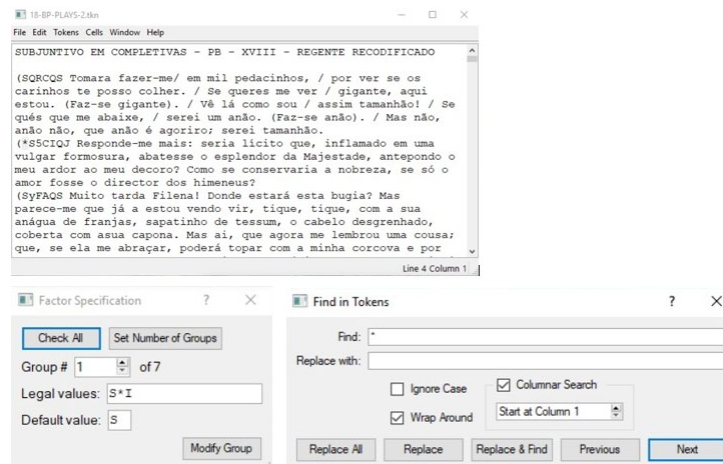 18-BP-PLAYS-2.tkn
File Edit Tokens Cells Window Help
SUBJUNTIVO EM COMPLETIVAS - PB - XVIII - REGENTE RECODIFICADO
(SQRCQS Tomara fazer-me/ em mil pedacinhos, / por ver se os
carinhos te posso colher. / Se queres me ver / gigante, aqui
estou. (Faz-se gigante). / Vê lá como sou / assim tamanhão! / Se
qués que me abaixe, / serei um anão. (Faz-se anão). / Mas não,
anão não, que anão é agoriro; serei tamanhão.
(*S5CIQJ Responde-me mais: seria lícito que, inflamado em uma
vulgar formosura, abatesse o esplendor da Majestade, antepondo o
meu ardor ao meu decoro? Como se conservaria a nobreza, se só o
amor fosse o director dos himeneus?
(SyFAQS Muito tarda Filena! Donde estará esta bugia? Mas
parece-me que já a estou vendo vir, tique, tique, com a sua
anágua de franjas, sapatinho de tessum, o cabelo desgrenhado,
coberta com asua capona. Mas ai, que agora me lembrou uma cousa;
que, se ela me abraçar, poderá topar com a minha corcova e por
Line 4 Column 1
Factor Specification
Check All Set Number of Groups
Group # 1 of 7
Legal values: S*I
Default value: S
Modify Group
Find in Tokens
Find: *
Replace with:
Ignore Case Columnar Search
Wrap Around Start at Column 1
Replace All Replace Replace & Find Previous Next